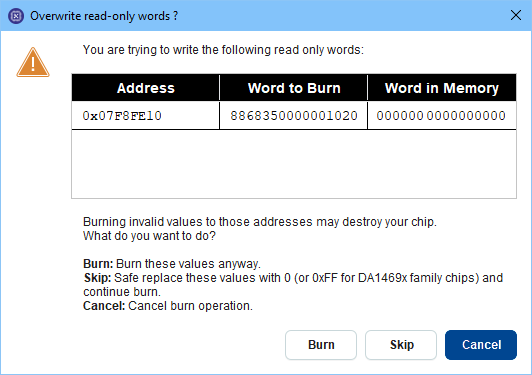 Overwrite read-only words ?
You are trying to write the following read only words:
Address Word to Burn Word in Memory
0x07F8FE10 8868350000001020 0000000000000000
Burning invalid values to those addresses may destroy your chip.
What do you want to do?
Burn: Burn these values anyway.
Skip: Safe replace these values with 0 (or 0xFF for DA1469x family chips) and
continue burn.
Cancel: Cancel burn operation.
Burn Skip Cancel